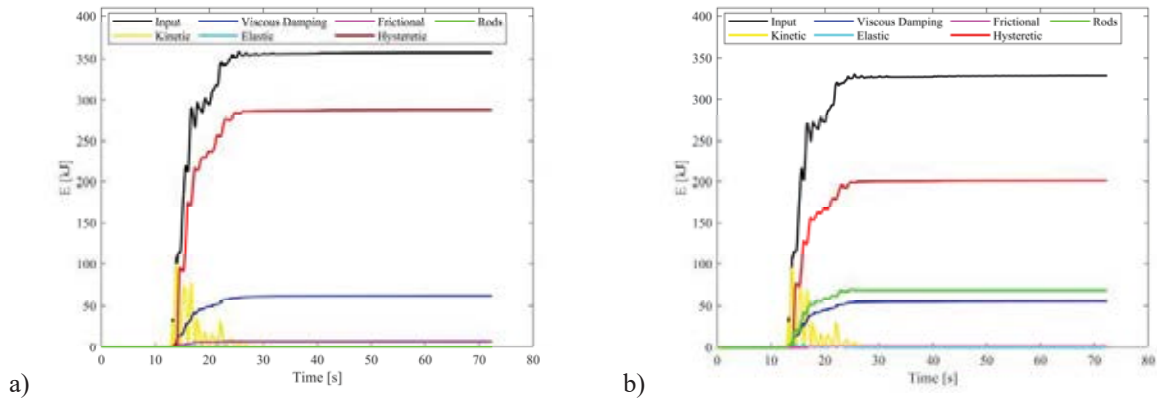 Input Viscous Damping Frictional Rods
Kinetic Elastic Hysteretic
400
350
300
250
200
150
100
50
0
E [kJ]
0 10 20 30 40 50 60 70 80
Time [s]
a)
Input Viscous Damping Frictional Rods
Kinetic Elastic Hysteretic
400
350
300
250
200
150
100
50
0
E [kJ]
0 10 20 30 40 50 60 70 80
Time [s]
b)